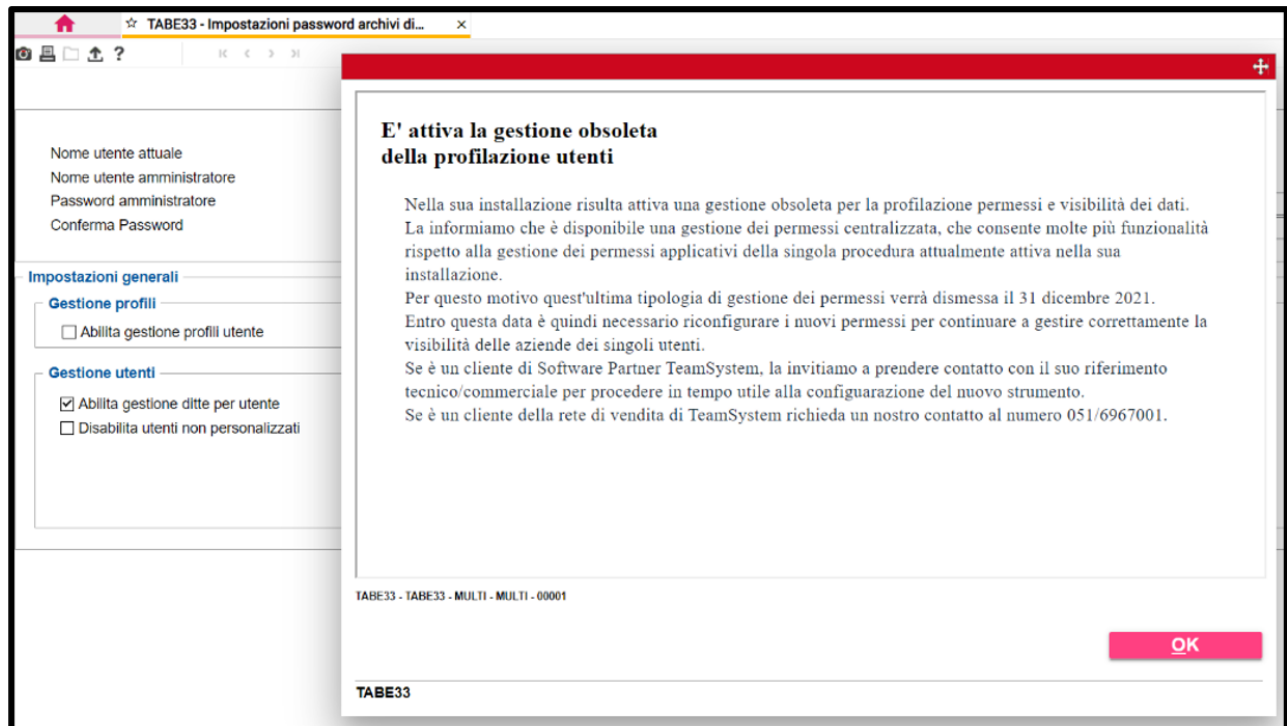 ☆ TABE33 - Impostazioni password archivi di... ×
?
Nome utente attuale
Nome utente amministratore
Password amministratore
Conferma Password
Impostazioni generali
Gestione profili
Abilita gestione profili utente
Gestione utenti
Abilita gestione ditte per utente
Disabilita utenti non personalizzati
E' attiva la gestione obsoleta
della profilazione utenti
Nella sua installazione risulta attiva una gestione obsoleta per la profilazione permessi e visibilità dei dati.
La informiamo che è disponibile una gestione dei permessi centralizzata, che consente molte più funzionalità
rispetto alla gestione dei permessi applicativi della singola procedura attualmente attiva nella sua
installazione.
Per questo motivo quest'ultima tipologia di gestione dei permessi verrà dismessa il 31 dicembre 2021.
Entro questa data è quindi necessario riconfigurare i nuovi permessi per continuare a gestire correttamente la
visibilità delle aziende dei singoli utenti.
Se è un cliente di Software Partner TeamSystem, la invitiamo a prendere contatto con il suo riferimento
tecnico/commerciale per procedere in tempo utile alla configuarazione del nuovo strumento.
Se è un cliente della rete di vendita di TeamSystem richieda un nostro contatto al numero 051/6967001.
TABE33 - TABE33 - MULTI - MULTI - 00001
OK
TABE33